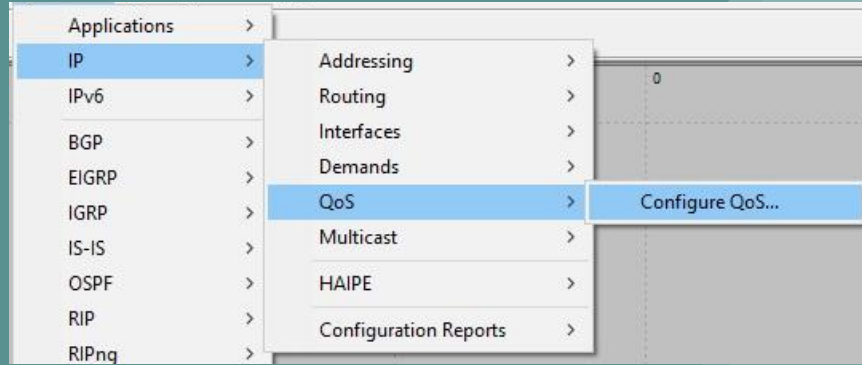 Applications
IP
IPv6
BGP
EIGRP
IGRP
IS-IS
OSPF
RIP
RIPng
Addressing
Routing
Interfaces
Demands
QoS
Multicast
HAIPE
Configuration Reports
Configure QoS...
0